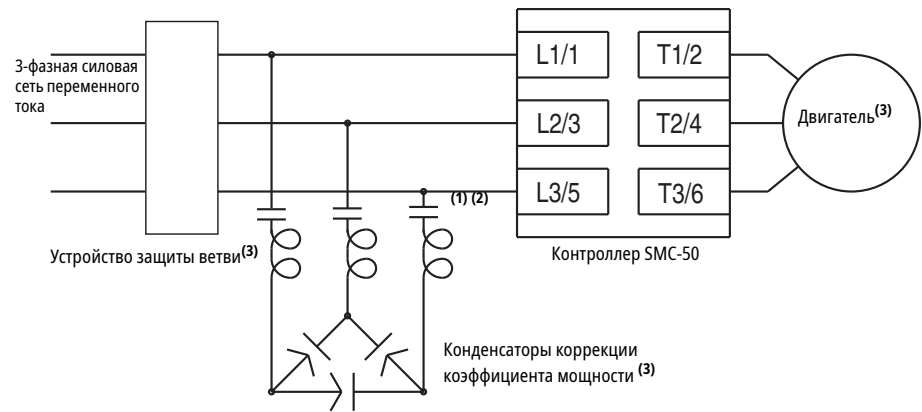 3-фазная силовая
сеть переменного
тока
L1/1
T1/2
L2/3
T2/4
L3/5
T3/6
Двигатель(3)
(1) (2)
Устройство защиты ветви(3)
Контроллер SMC-50
Конденсаторы коррекции
коэффициента мощности (3)